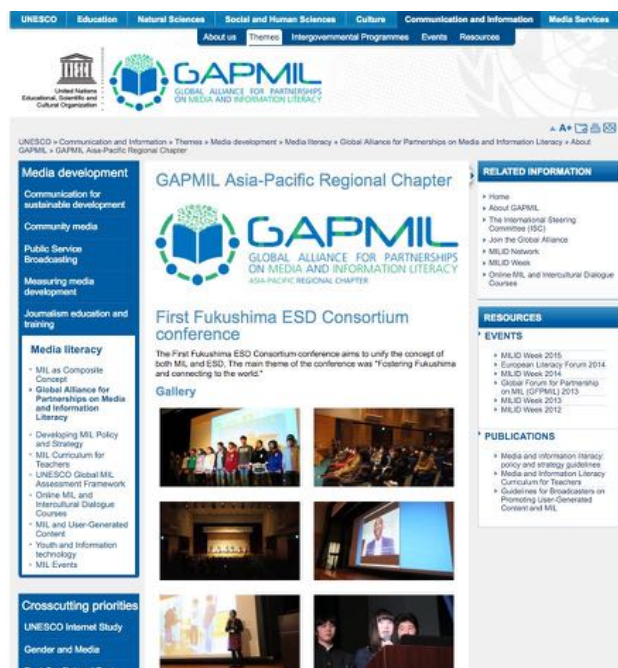 UNESCO Education Natural Sciences Social and Human Sciences Culture Communication and Information Media Services
About us Themes Intergovernmental Programmes Events Resources
United Nations
Educational, Scientific and
Cultural Organization
GAPMIL
GLOBAL ALLIANCE FOR PARTNERSHIPS
ON MEDIA AND INFORMATION LITERACY
A+
UNESCO » Communication and Information » Themes » Media development » Media literacy » Global Alliance for Partnerships on Media and Information Literacy » About
GAPMIL » GAPMIL Asia-Pacific Regional Chapter
Media development
Communication for
sustainable development
Community media
Public Service
Broadcasting
Measuring media
development
Journalism education and
training
Media literacy
MIL as Composite
Concept
Global Alliance for
Partnerships on Media
and Information
Literacy
Developing MIL Policy
and Strategy
MIL Curriculum for
Teachers
UNESCO Global MIL
Assessment Framework
Online MIL and
Intercultural Dialogue
Courses
MIL and User-Generated
Content
Youth and Information
technology
MIL Events
Crosscutting priorities
UNESCO Internet Study
Gender and Media
GAPMIL Asia-Pacific Regional Chapter
GAPMIL
GLOBAL ALLIANCE FOR PARTNERSHIPS
ON MEDIA AND INFORMATION LITERACY
ASIA-PACIFIC REGIONAL CHAPTER
First Fukushima ESD Consortium
conference
The First Fukushima ESD Consortium conference aims to unify the concept of
both MIL and ESD, The main theme of the conference was "Fostering Fukushima
and connecting to the world."
Gallery
RELATED INFORMATION
Home
About GAPMIL
The International Steering
Committee (ISC)
Join the Global Alliance
MILID Network
MILID Week
Online MIL and Intercultural Dialogue
Courses
RESOURCES
EVENTS
MILID Week 2015
European Literacy Forum 2014
MILID Week 2014
Global Forum for Partnership
on MIL (GFPMIL) 2013
MILID Week 2013
MILID Week 2012
PUBLICATIONS
Media and information literacy:
policy and strategy guidelines
Media and Information Literacy
Curriculum for Teachers
Guidelines for Broadcasters on
Promoting User-Generated
Content and MIL